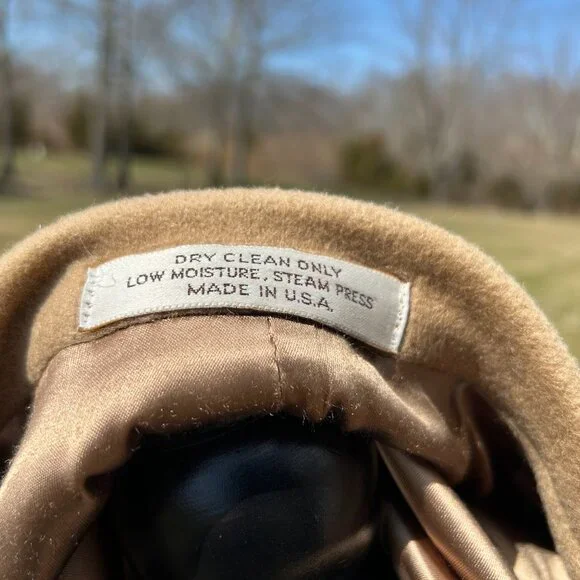 DRY CLEAN ONLY
LOW MOISTURE, STEAM PRESS
MADE IN U.S.A.